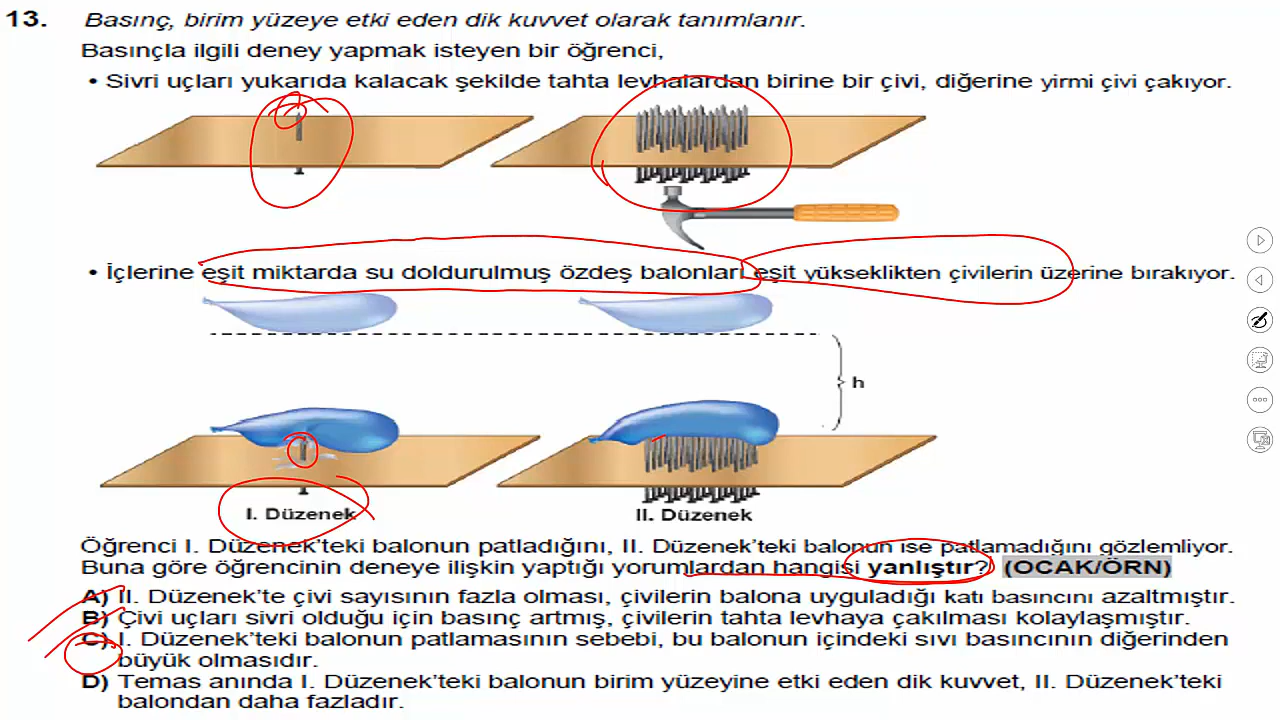 13. Basınç, birim yüzeye etki eden dik kuvvet olarak tanımlanır.
Basınçla ilgili deney yapmak isteyen bir öğrenci,
• Sivri uçları yukarıda kalacak şekilde tahta levhalardan birine bir çivi, diğerine yirmi çivi çakıyor.
• İçlerine eşit miktarda su doldurulmuş özdeş balonları eşit yükseklikten çivilerin üzerine bırakıyor.
h
I. Düzenek
II. Düzenek
Öğrenci I. Düzenek'teki balonun patladığını, II. Düzenek'teki balonun ise patlamadığını gözlemliyor.
Buna göre öğrencinin deneye ilişkin yaptığı yorumlardan hangisi yanlıştır? (OCAK/ÖRN)
A) II. Düzenek'te çivi sayısının fazla olması, çivilerin balona uyguladığı katı basıncını azaltmıştır.
B) Çivi uçları sivri olduğu için basınç artmış, çivilerin tahta levhaya çakılması kolaylaşmıştır.
C) I. Düzenek'teki balonun patlamasının sebebi, bu balonun içindeki sıvı basıncının diğerinden
büyük olmasıdır.
D) Temas anında I. Düzenek'teki balonun birim yüzeyine etki eden dik kuvvet, II. Düzenek'teki
balondan daha fazladır.